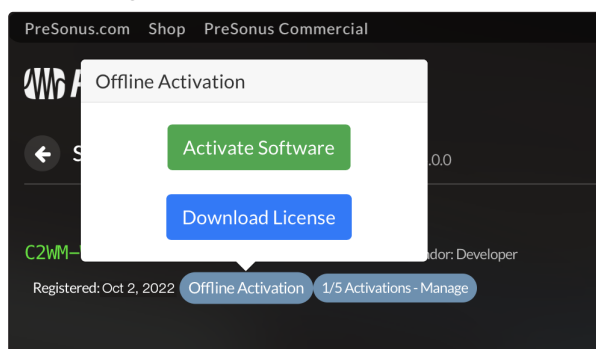 PreSonus.com Shop PreSonus Commercial
Offline Activation
Activate Software
.0.0
Download License
C2WM-
dor: Developer
Registered: Oct 2, 2022 Offline Activation 1/5 Activations - Manage